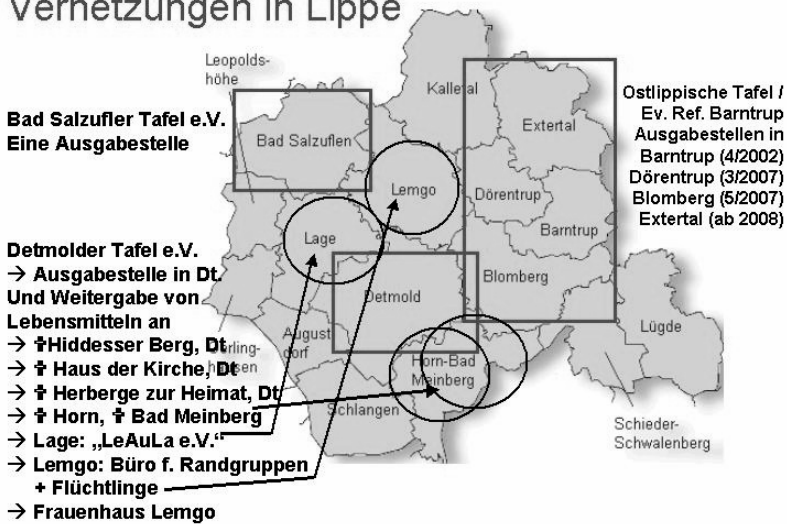 Vernetzungen in Lippe
Leopolds-
höhe
Kalletal
Extertal
Bad Salzuflen
Lemgo
Dörentrup
Barntrup
Lage
Blomberg
Detmold
Lügde
August
dorf
Horn-Bad
Meinberg
Schlangen
Schieder-
Schwalenberg
Bad Salzufler Tafel e.V.
Eine Ausgabestelle
Ostlippische Tafel /
Ev. Ref. Barntrup
Ausgabestellen in
Barntrup (4/2002)
Dörentrup (3/2007)
Blomberg (5/2007)
Extertal (ab 2008)
Detmolder Tafel e.V.
→ Ausgabestelle in Dt.
Und Weitergabe von
Lebensmitteln an
→ ✝Hiddesser Berg, Dt
→ ✝ Haus der Kirche, Dt
→ ✝ Herberge zur Heimat, Dt
→ ✝ Horn, ✝ Bad Meinberg
→ Lage: „LeAuLa e.V."
→ Lemgo: Büro f. Randgruppen
+ Flüchtlinge
→ Frauenhaus Lemgo